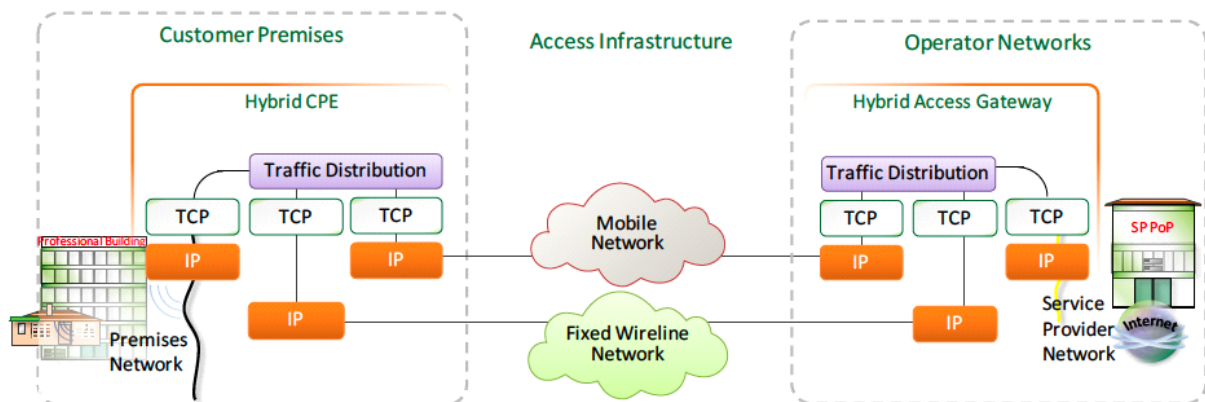 Customer Premises
Access Infrastructure
Operator Networks
Hybrid CPE
Hybrid Access Gateway
Traffic Distribution
Traffic Distribution
TCP
TCP
TCP
TCP
TCP
TCP
Professional Building
Mobile
Network
SP PoP
IP
IP
IP
IP
IP
IP
Premises
Network
Fixed Wireline
Network
Service
Provider
Network
Internet